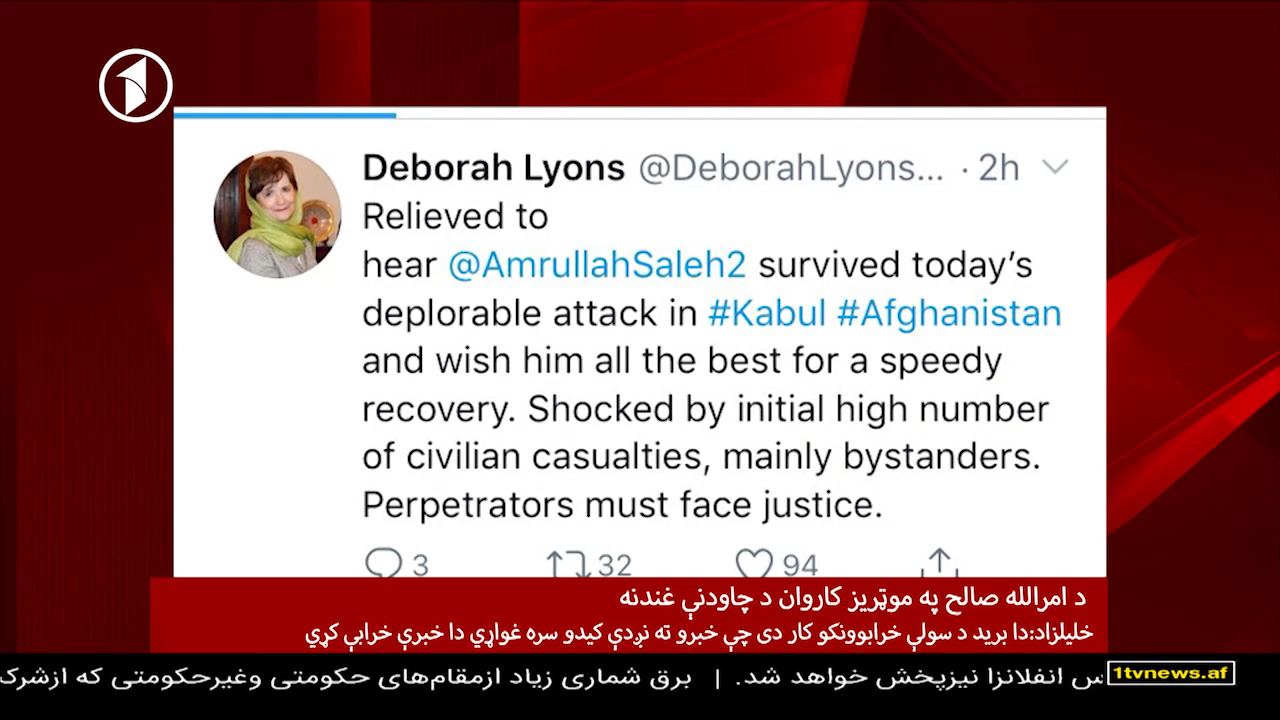 Deborah Lyons @DeborahLyons... · 2h
Relieved to
hear @AmrullahSaleh2 survived today's
deplorable attack in #Kabul #Afghanistan
and wish him all the best for a speedy
recovery. Shocked by initial high number
of civilian casualties, mainly bystanders.
Perpetrators must face justice.
3 32 94
د امرالله صالح په موټریز کاروان د چاودنې غندنه
خلیلزاد:دا برید د سولې خرابوونکو کار دی چې خبرو ته نږدې کیدو سره غواړي دا خبرې خرابې کړي
س انفلانزا نیزپخش خواهد شد. | برق شماری زیاد ازمقام‌های حکومتی وغیرحکومتی که ازشرک
1tvnews.af